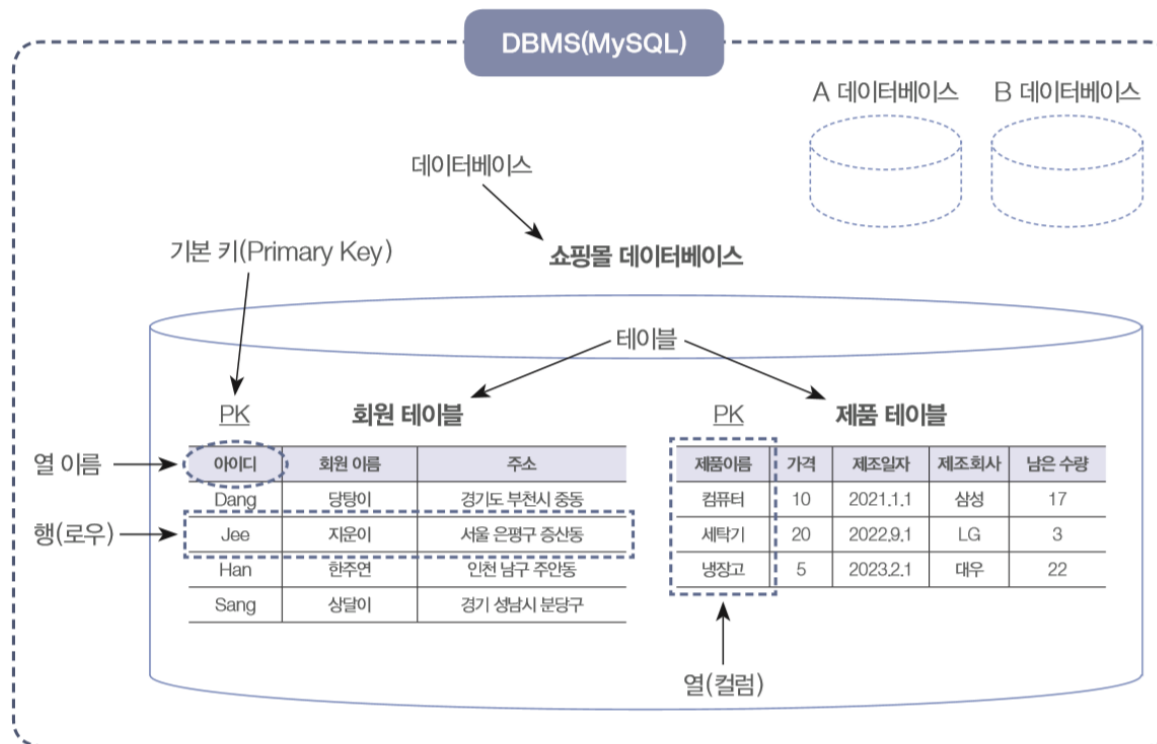 DBMS(MySQL)
A 데이터베이스 B 데이터베이스
데이터베이스
기본 키(Primary Key)
쇼핑몰 데이터베이스
테이블
PK 회원 테이블 PK 제품 테이블
열 이름
아이디 회원 이름 주소
Dang 당탕이 경기도 부천시 중동
행(로우)
Jee 지운이 서울 은평구 증산동
Han 한주연 인천 남구 주안동
Sang 상달이 경기 성남시 분당구
제품이름 가격 제조일자 제조회사 남은 수량
컴퓨터 10 2021.1.1 삼성 17
세탁기 20 2022.9.1 LG 3
냉장고 5 2023.2.1 대우 22
열(컬럼)